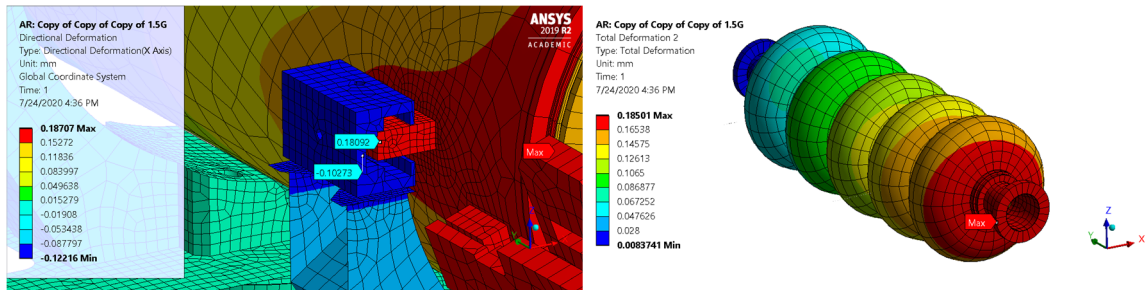 AR: Copy of Copy of Copy of 1.5G
Directional Deformation
Type: Directional Deformation(X Axis)
Unit: mm
Global Coordinate System
Time: 1
7/24/2020 4:36 PM
0.18707 Max
0.15272
0.11836
0.083997
0.049638
0.015279
-0.01908
-0.053438
-0.087797
-0.12216 Min
ANSYS
2019 R2
ACADEMIC
0.18092
-0.10273
Max
Y
AR: Copy of Copy of Copy of 1.5G
Total Deformation 2
Type: Total Deformation
Unit: mm
Time: 1
7/24/2020 4:36 PM
0.18501 Max
0.16538
0.14575
0.12613
0.1065
0.086877
0.067252
0.047626
0.028
0.0083741 Min
Max
Z
Y
X